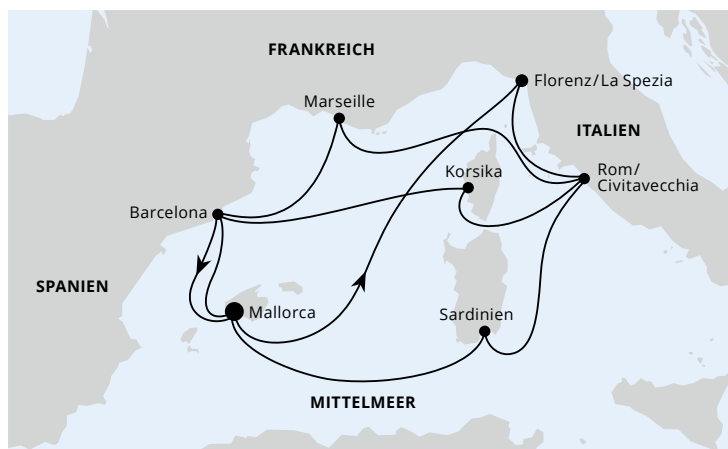 FRANKREICH
Florenz/La Spezia
Marseille
ITALIEN
Korsika
Rom/
Civitavecchia
Barcelona
SPANIEN
Mallorca
Sardinien
MITTELMEER